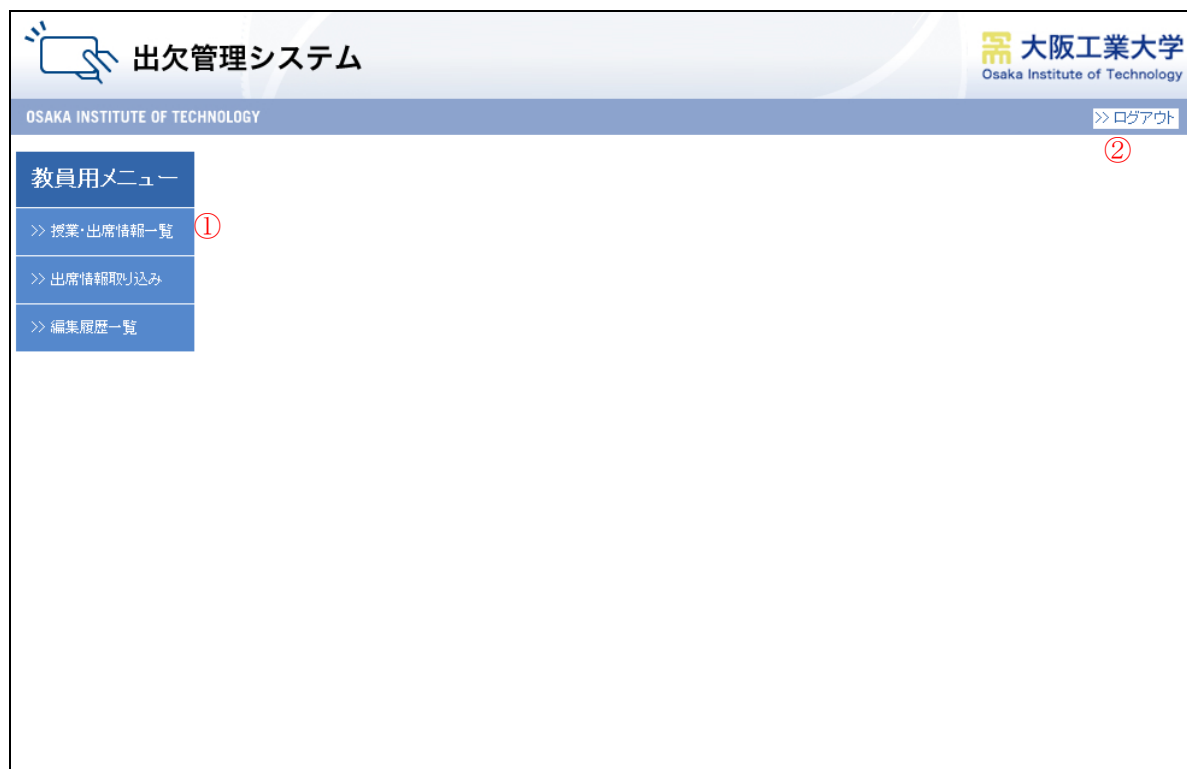 出欠管理システム
大阪工業大学
Osaka Institute of Technology
OSAKA INSTITUTE OF TECHNOLOGY
>> ログアウト
②
教員用メニュー
>> 授業・出席情報一覧
①
>> 出席情報取り込み
>> 編集履歴一覧